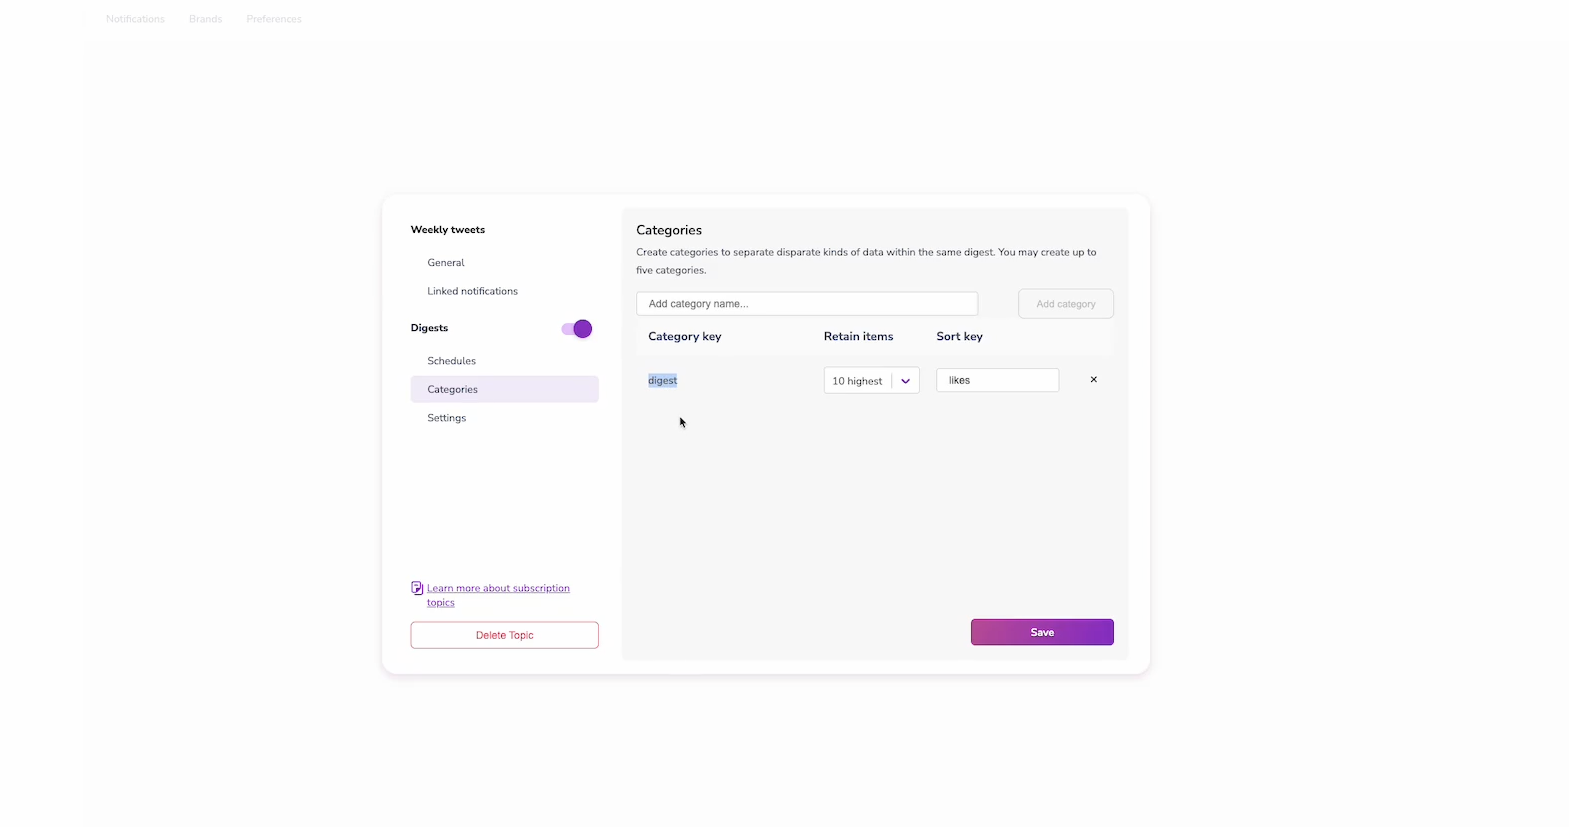 Notifications Brands Preferences
Weekly tweets
General
Linked notifications
Digests
Schedules
Categories
Settings
Learn more about subscription
topics
Delete Topic
Categories
Create categories to separate disparate kinds of data within the same digest. You may create up to
five categories.
Add category name... Add category
Category key Retain items Sort key
digest 10 highest likes
Save